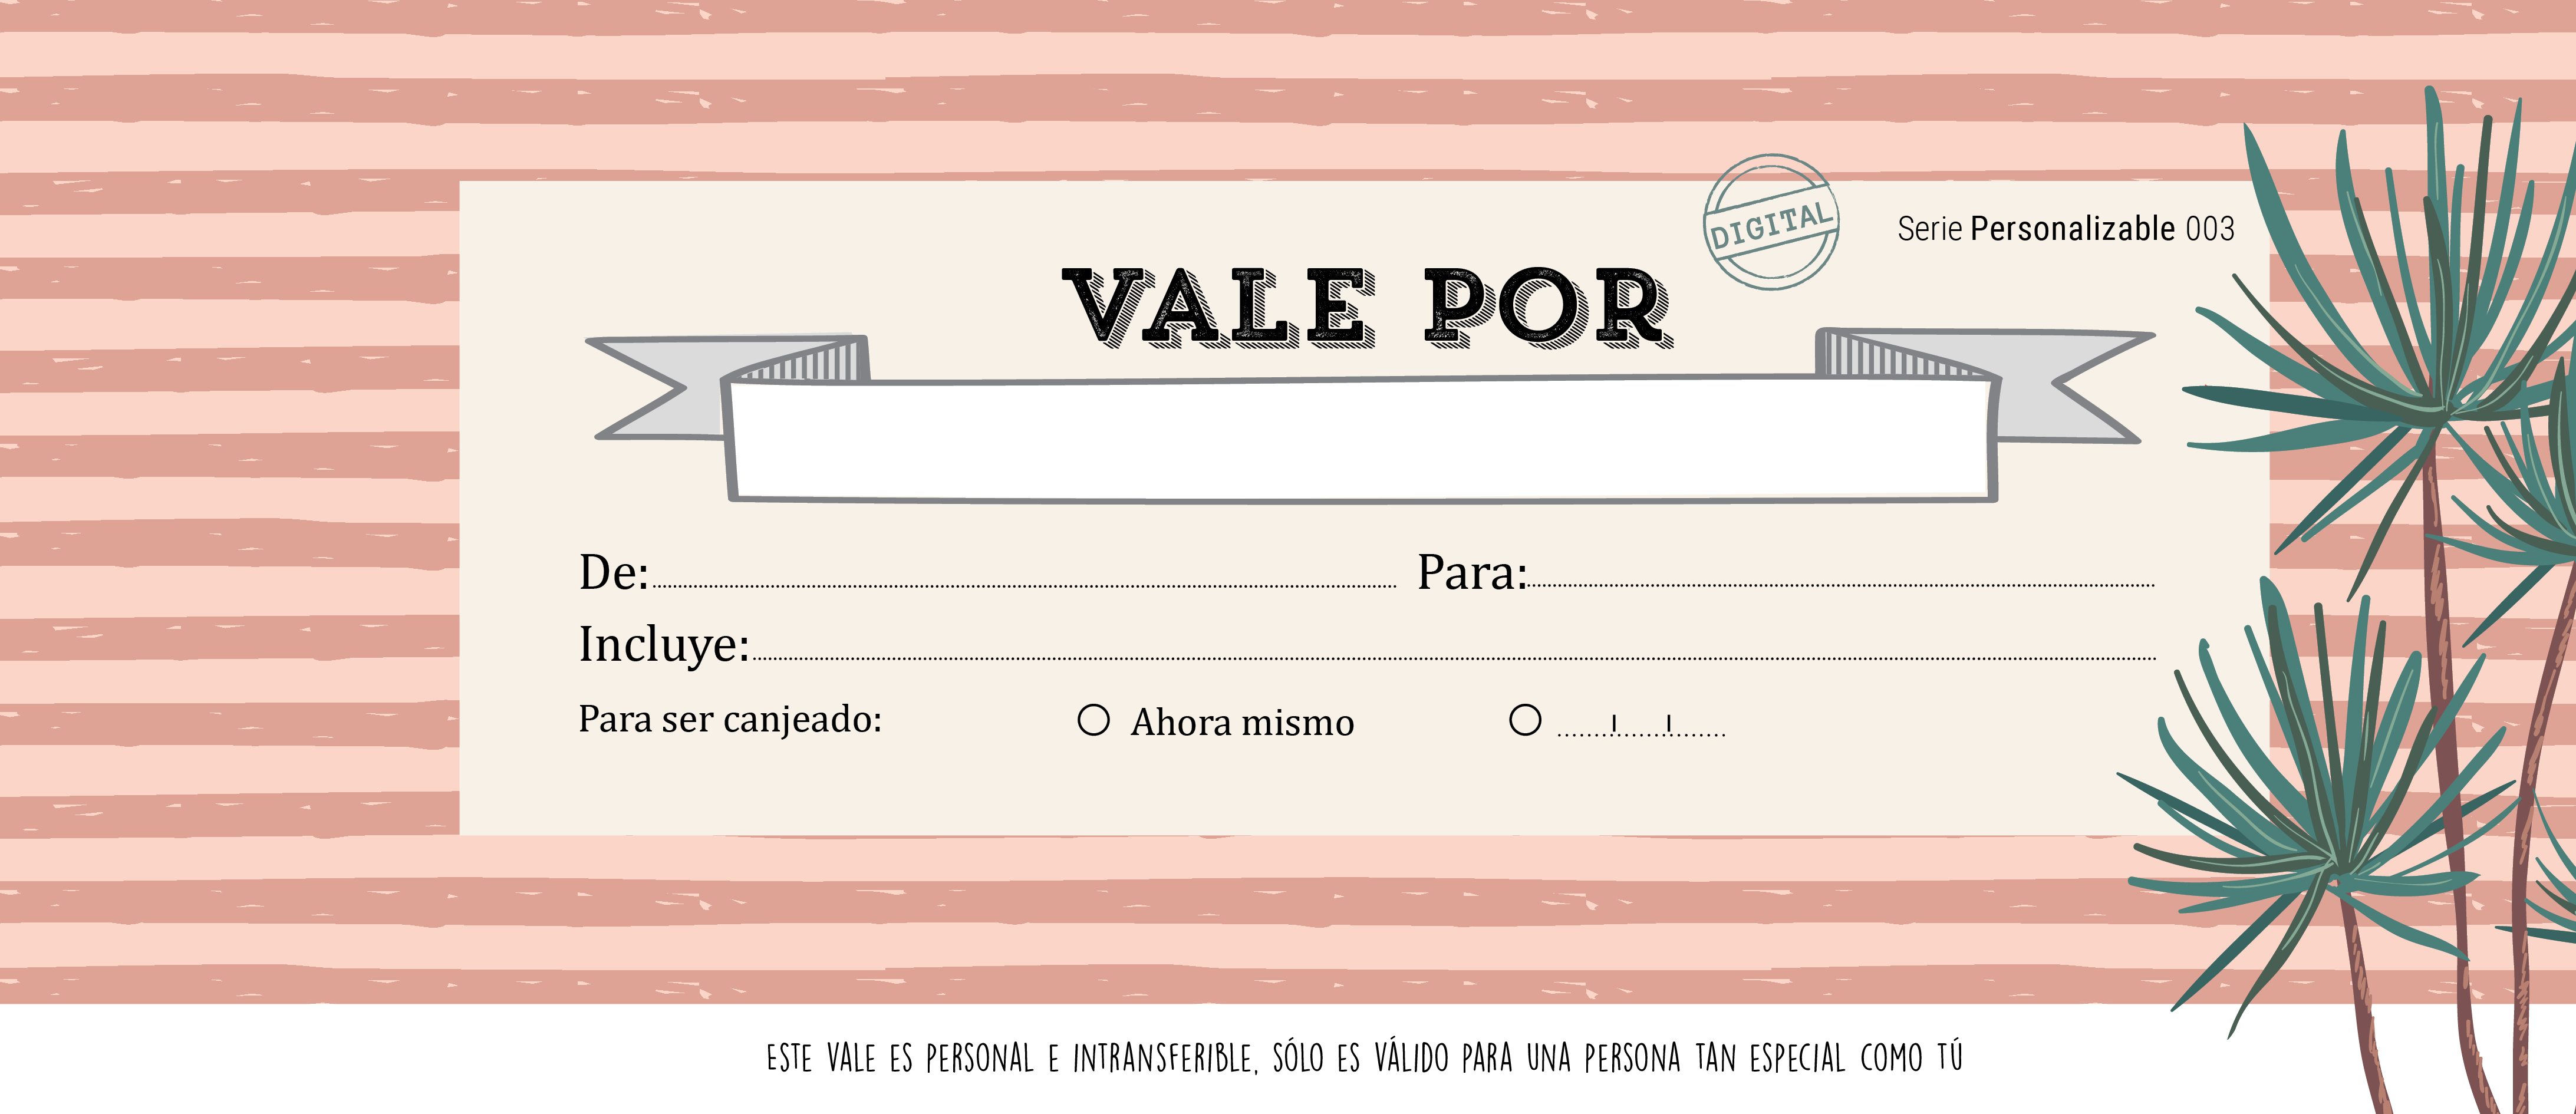 DIGITAL
Serie Personalizable 003
VALE POR
De: Para:
Incluye:
Para ser canjeado: Ahora mismo
ESTE VALE ES PERSONAL E INTRANSFERIBLE, SÓLO ES VÁLIDO PARA UNA PERSONA TAN ESPECIAL COMO TÚ